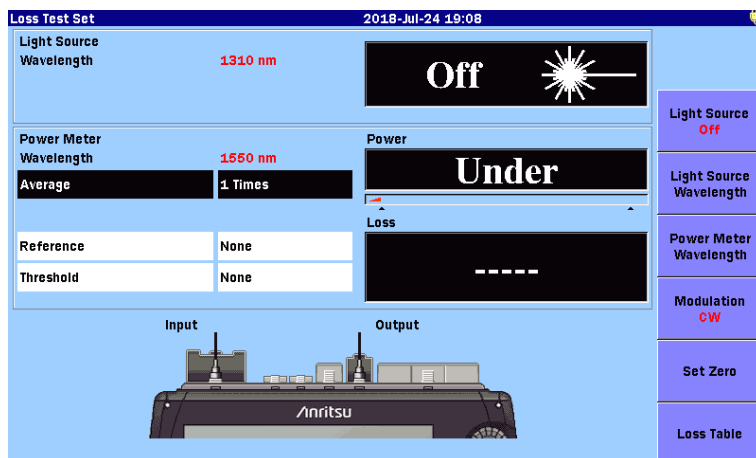 Loss Test Set 2018-Jul-24 19:08
Light Source
Wavelength 1310 nm
Off
Power Meter
Wavelength 1550 nm
Average 1 Times
Reference None
Threshold None
Power
Under
Loss
-----
Input Output
Anritsu
Light Source
Off
Light Source
Wavelength
Power Meter
Wavelength
Modulation
CW
Set Zero
Loss Table